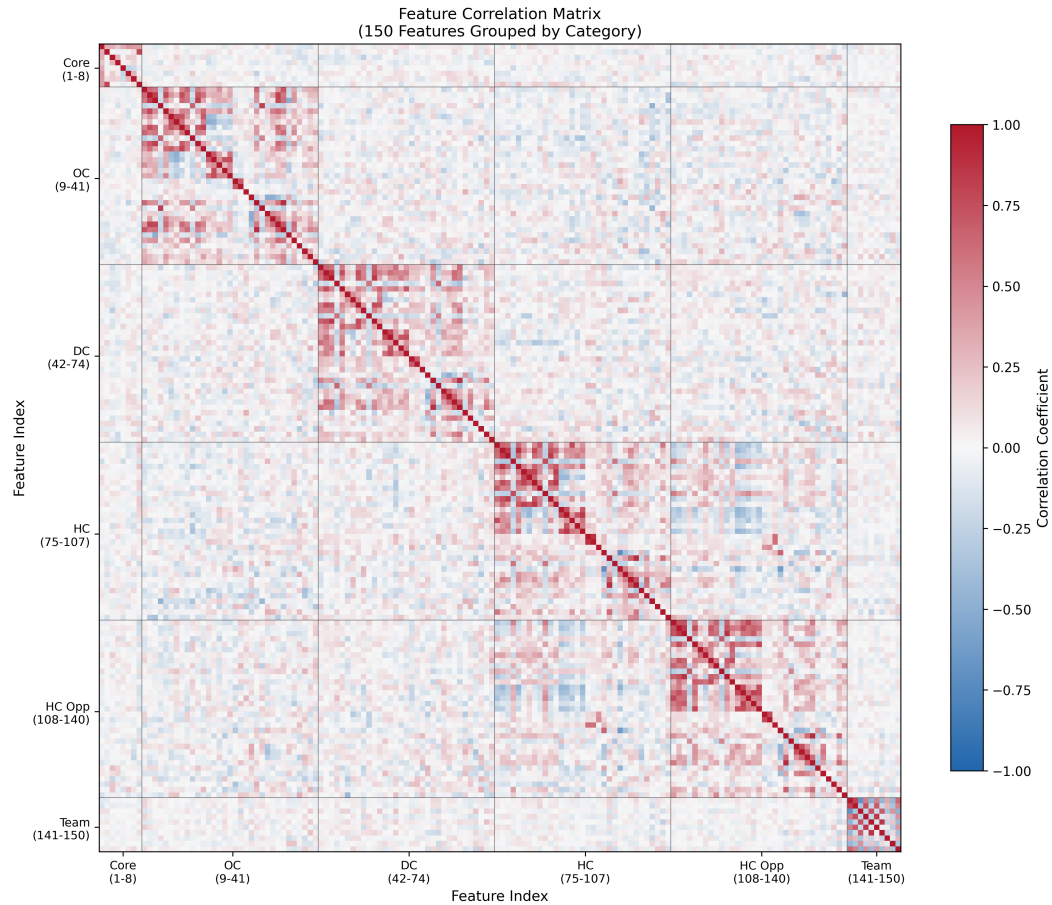 Feature Correlation Matrix
(150 Features Grouped by Category)
Core
(1-8)
OC
(9-41)
DC
(42-74)
HC
(75-107)
HC Opp
(108-140)
Team
(141-150)
Feature Index
Core
(1-8)
OC
(9-41)
DC
(42-74)
HC
(75-107)
HC Opp
(108-140)
Team
(141-150)
Feature Index
1.00
0.75
0.50
0.25
0.00
−0.25
−0.50
−0.75
−1.00
Correlation Coefficient